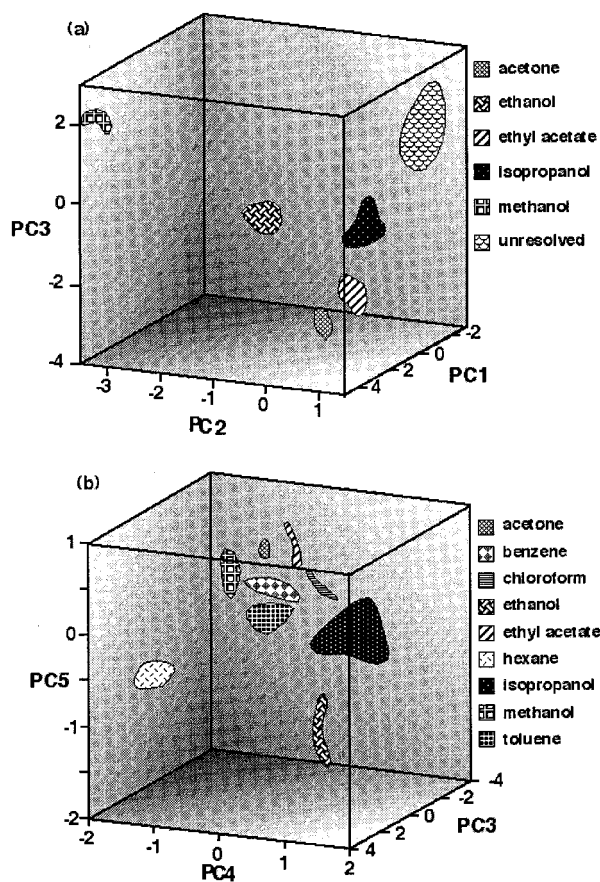 (a)
acetone
ethanol
ethyl acetate
isopropanol
methanol
unresolved
2
0
-2
-4
PC3
-3
-2
-1
0
1
PC2
4
2
0
-2
PC1
(b)
acetone
benzene
chloroform
ethanol
ethyl acetate
hexane
isopropanol
methanol
toluene
1
0
-1
-2
PC5
-2
-1
0
1
2
PC4
4
2
0
-2
-4
PC3